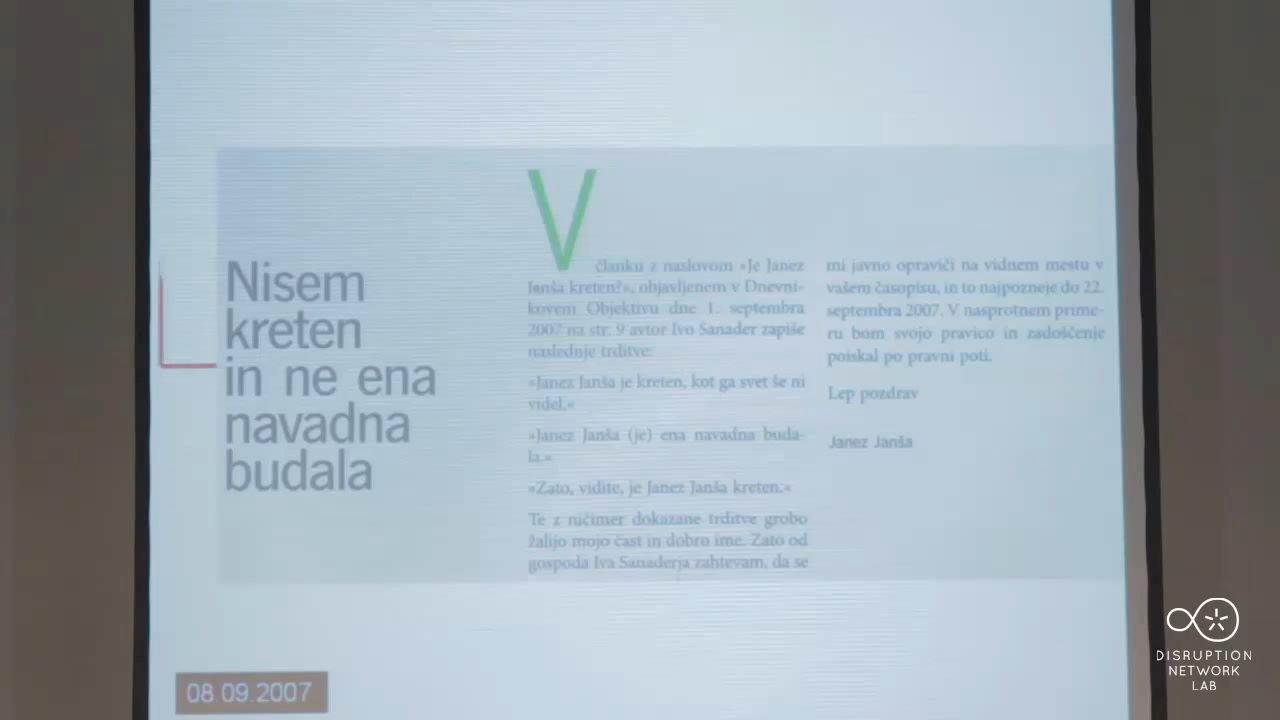 Nisem
kreten
in ne ena
navadna
budala
V
članku z naslovom »Je Janez
Janša kreten?«, objavljenem v Dnevni-
kovem Objektivu dne 1. septembra
2007 na str. 9 avtor Ivo Sanader zapiše
naslednje trditve:
»Janez Janša je kreten, kot ga svet še ni
videl.«
»Janez Janša (je) ena navadna buda-
la.«
»Zato, vidite, je Janez Janša kreten.«
Te z ničimer dokazane trditve grobo
žalijo mojo čast in dobro ime. Zato od
gospoda Iva Sanaderja zahtevam, da se
mi javno opraviči na vidnem mestu v
vašem časopisu, in to najpozneje do 22.
septembra 2007. V nasprotnem prime-
ru bom svojo pravico in zadoščenje
poiskal po pravni poti.
Lep pozdrav
Janez Janša
08 09.2007
DISRUPTION
NETWORK
LAB